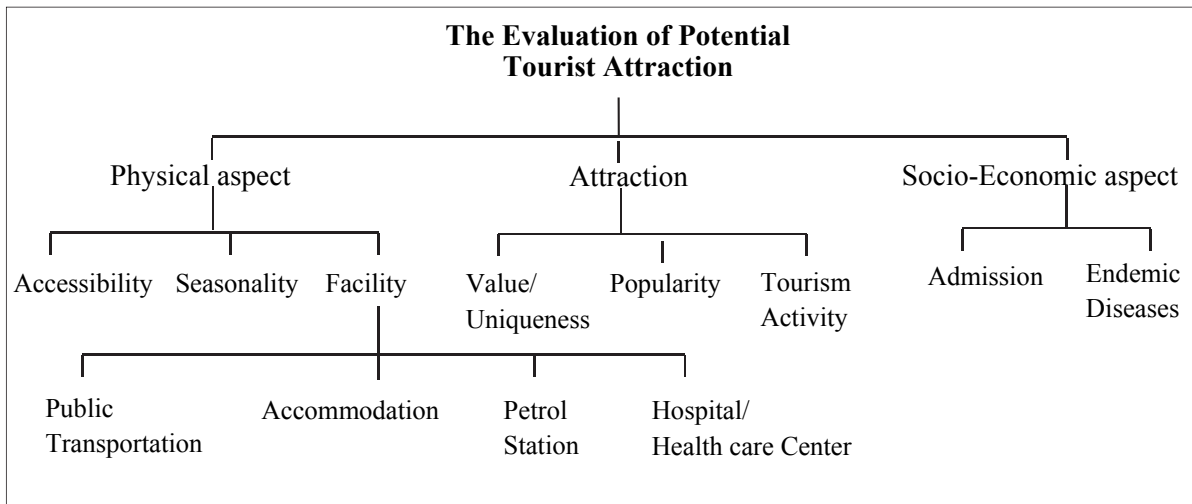 The Evaluation of Potential
Tourist Attraction
Physical aspect
Attraction
Socio-Economic aspect
Accessibility
Seasonality
Facility
Value/
Uniqueness
Popularity
Tourism
Activity
Admission
Endemic
Diseases
Public
Transportation
Accommodation
Petrol
Station
Hospital/
Health care Center